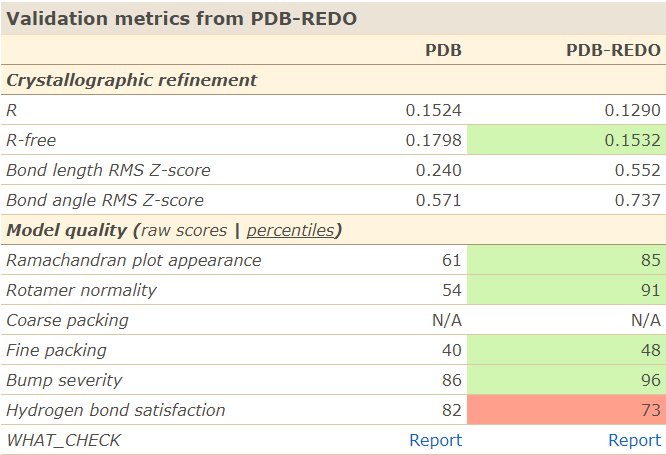 Validation metrics from PDB-REDO
PDB PDB-REDO
Crystallographic refinement
R 0.1524 0.1290
R-free 0.1798 0.1532
Bond length RMS Z-score 0.240 0.552
Bond angle RMS Z-score 0.571 0.737
Model quality (raw scores | percentiles)
Ramachandran plot appearance 61 85
Rotamer normality 54 91
Coarse packing N/A N/A
Fine packing 40 48
Bump severity 86 96
Hydrogen bond satisfaction 82 73
WHAT_CHECK Report Report